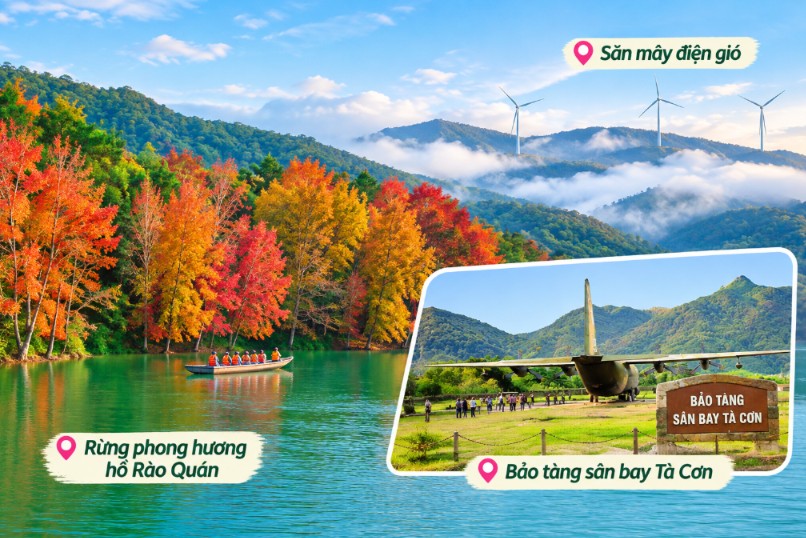 Săn mây điện gió
BẢO TÀNG
SÂN BAY TÀ CƠN
Rừng phong hương
hồ Rào Quán
Bảo tàng sân bay Tà Cơn